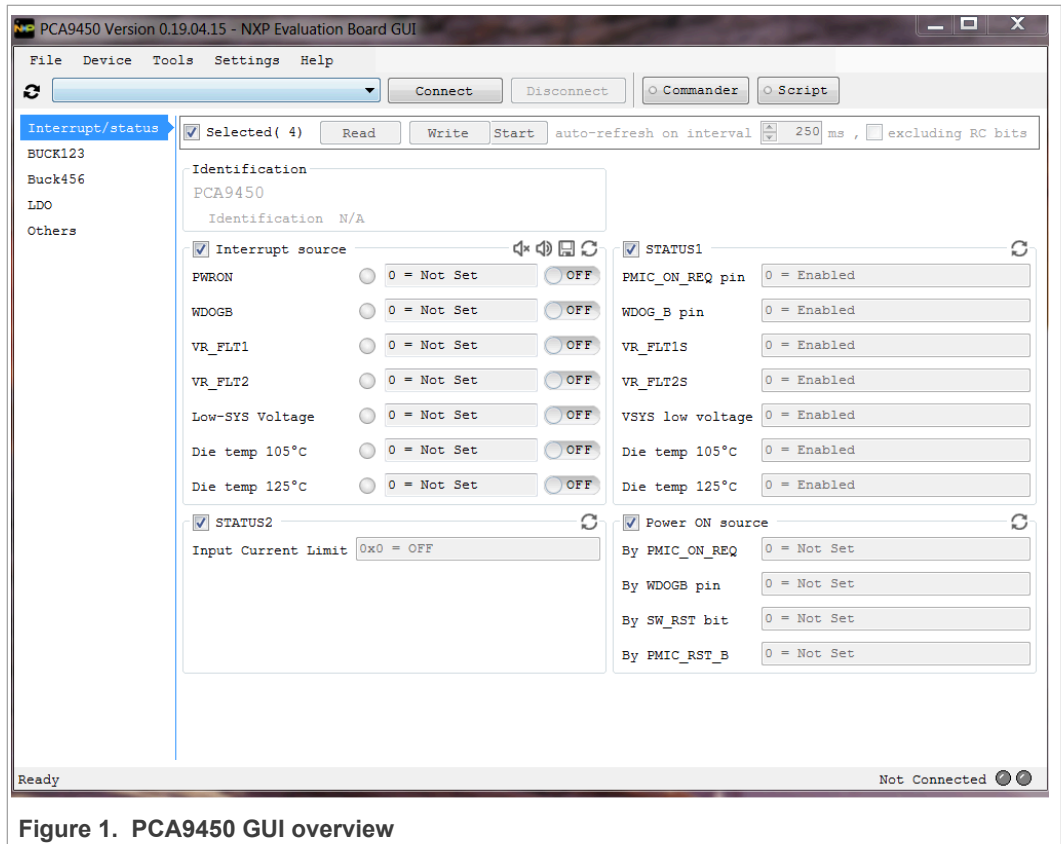 NXP PCA9450 Version 0.19.04.15 - NXP Evaluation Board GUI
File Device Tools Settings Help
Connect Disconnect Commander Script
Interrupt/status
BUCK123
Buck456
LDO
Others
Selected( 4) Read Write Start auto-refresh on interval 250 ms , excluding RC bits
Identification
PCA9450
Identification N/A
Interrupt source
PWRON 0 = Not Set OFF
WDOGB 0 = Not Set OFF
VR_FLT1 0 = Not Set OFF
VR_FLT2 0 = Not Set OFF
Low-SYS Voltage 0 = Not Set OFF
Die temp 105°C 0 = Not Set OFF
Die temp 125°C 0 = Not Set OFF
STATUS1
PMIC_ON_REQ pin 0 = Enabled
WDOG_B pin 0 = Enabled
VR_FLT1S 0 = Enabled
VR_FLT2S 0 = Enabled
VSYS low voltage 0 = Enabled
Die temp 105°C 0 = Enabled
Die temp 125°C 0 = Enabled
STATUS2
Input Current Limit 0x0 = OFF
Power ON source
By PMIC_ON_REQ 0 = Not Set
By WDOGB pin 0 = Not Set
By SW_RST bit 0 = Not Set
By PMIC_RST_B 0 = Not Set
Ready Not Connected
Figure 1. PCA9450 GUI overview